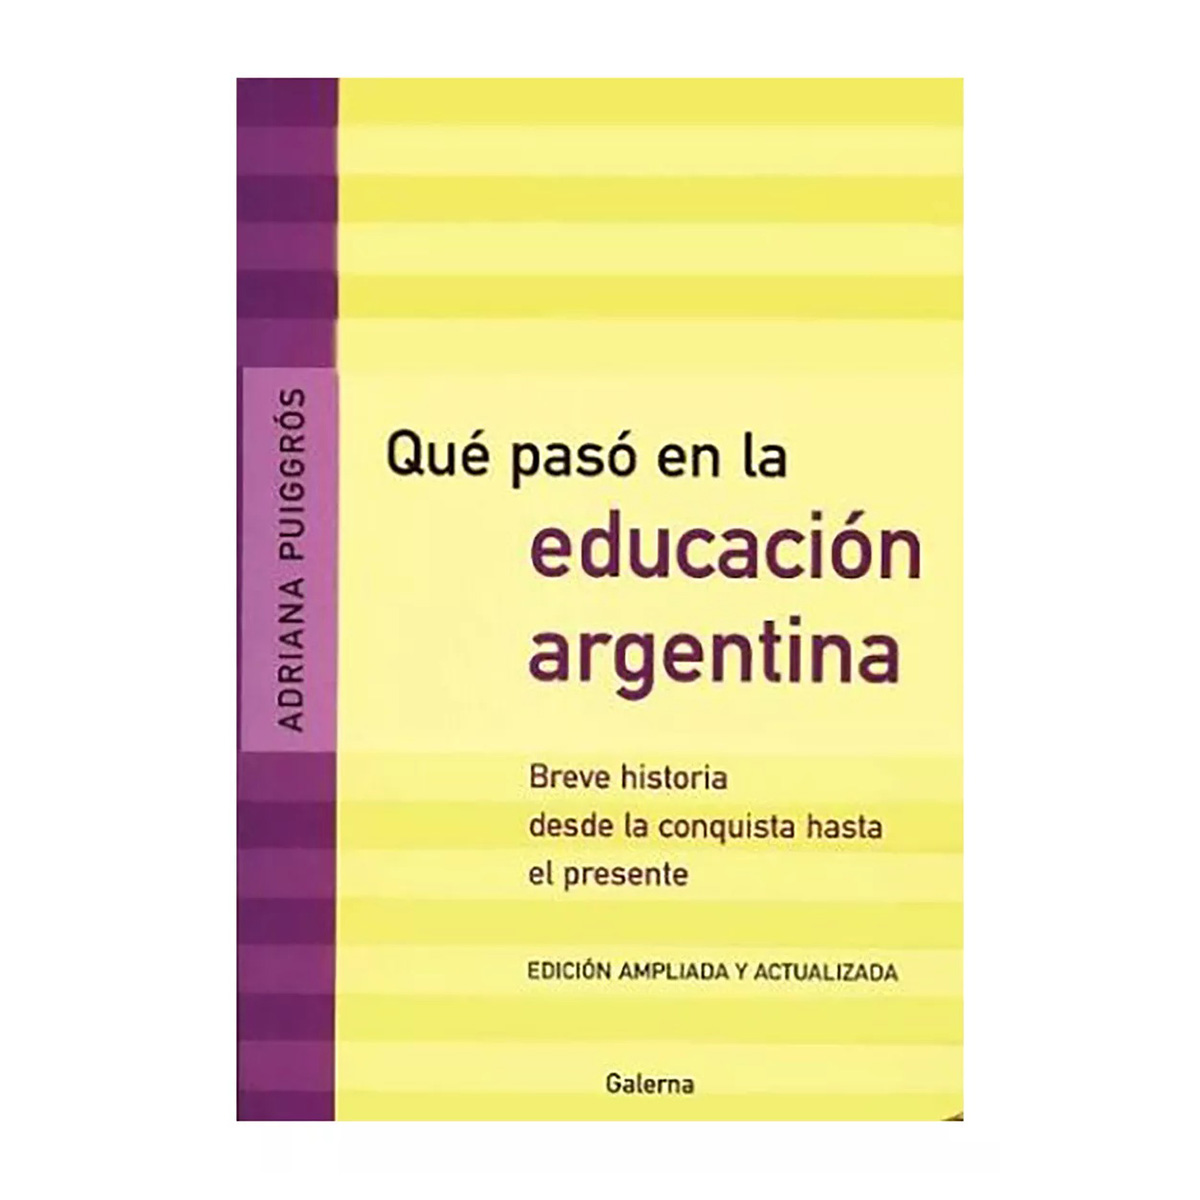 ADRIANA PUIGGRÓS
Qué pasó en la
educación
argentina
Breve historia
desde la conquista hasta
el presente
EDICIÓN AMPLIADA Y ACTUALIZADA
Galerna